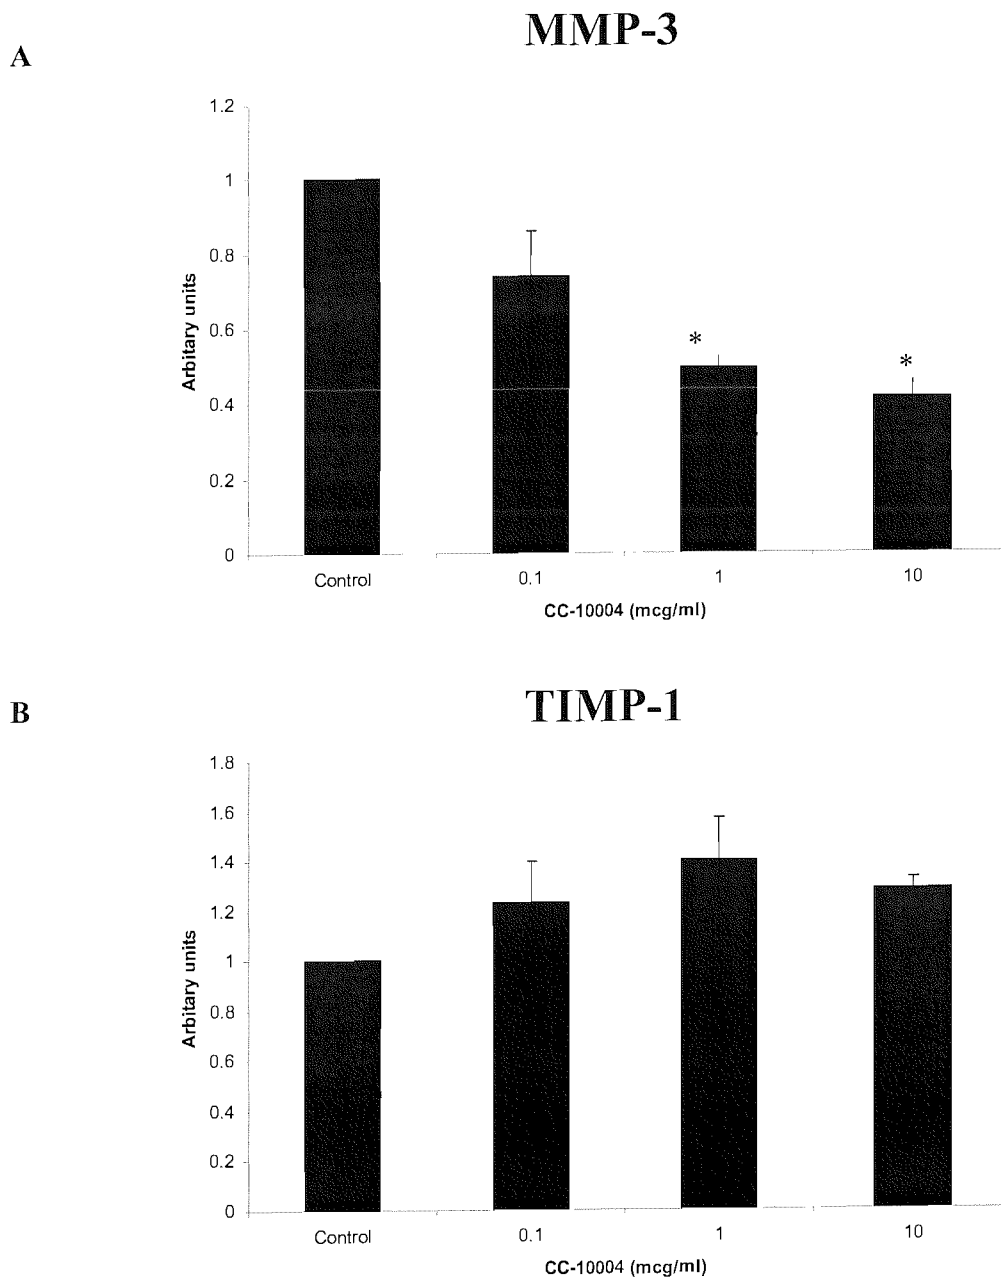 MMP-3
A
1.2
1
0.8
0.6
0.4
0.2
0
Arbitary units
*
*
Control 0.1 1 10
CC-10004 (mcg/ml)
TIMP-1
B
1.8
1.6
1.4
1.2
1
0.8
0.6
0.4
0.2
0
Arbitary units
Control 0.1 1 10
CC-10004 (mcg/ml)